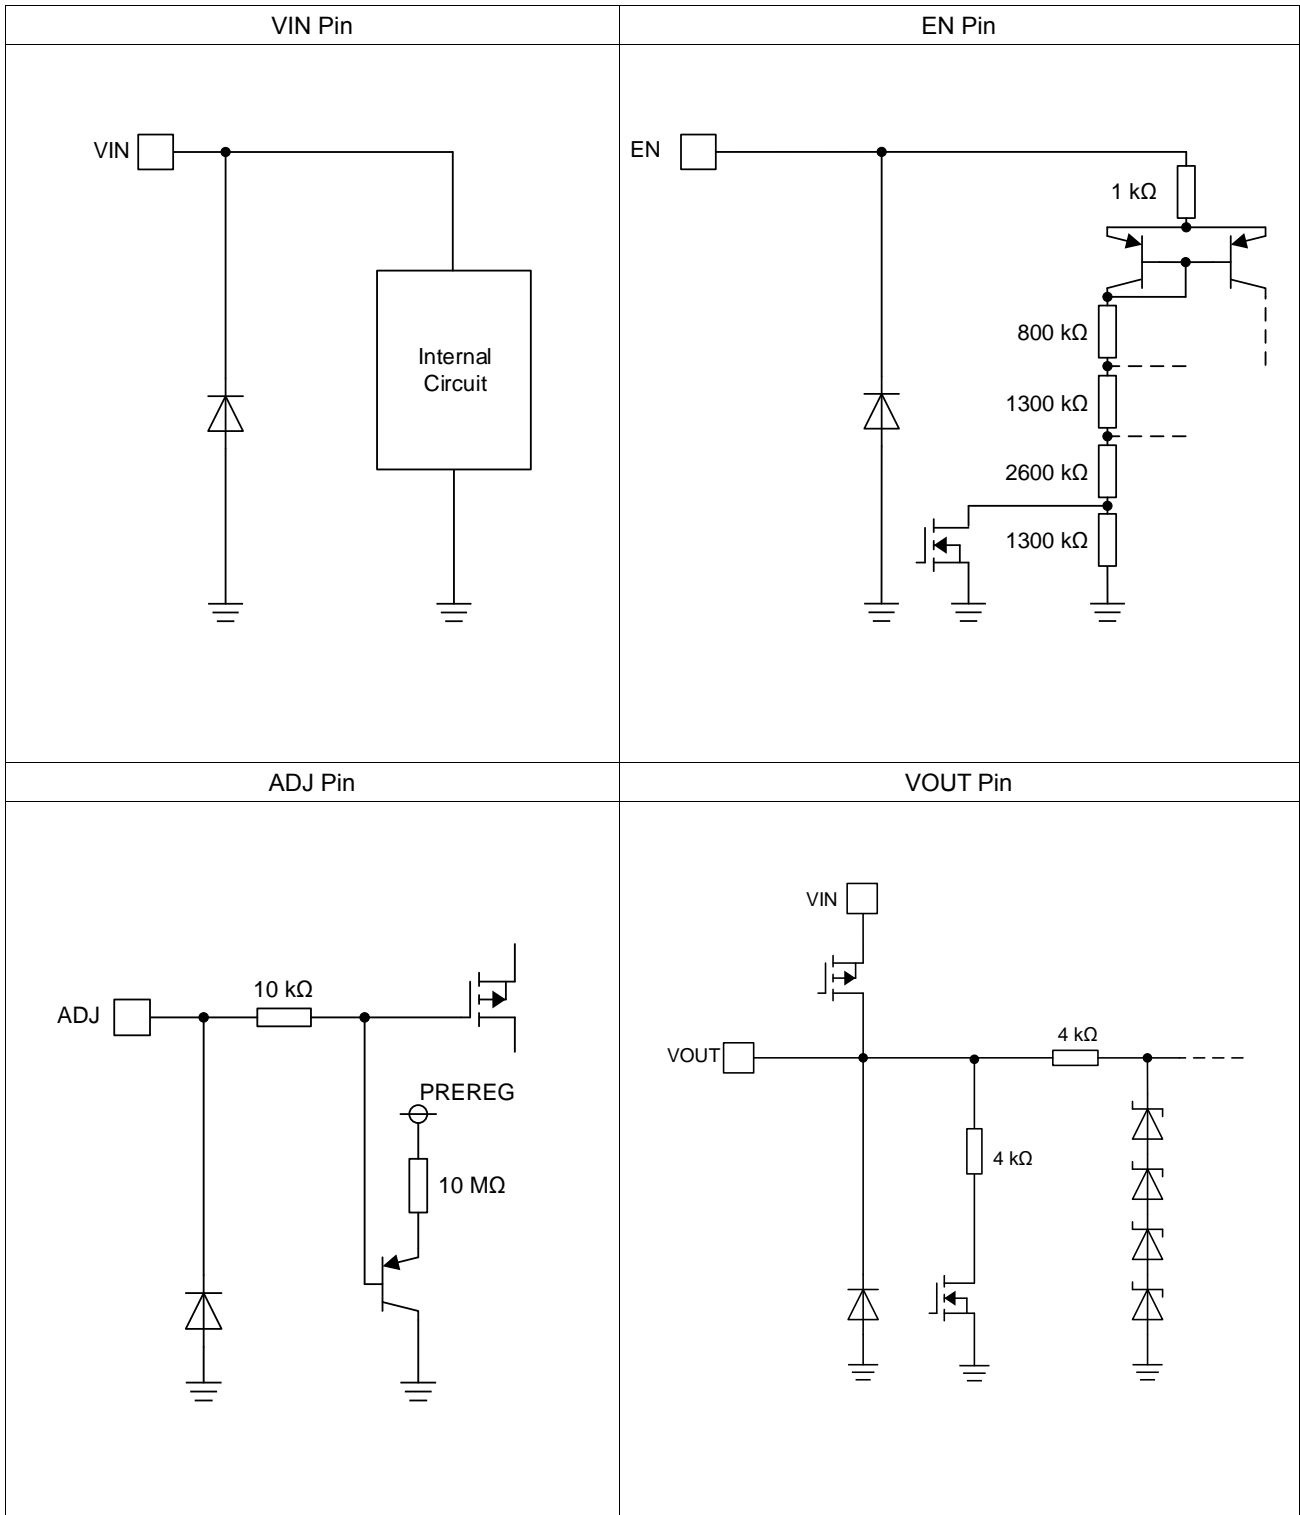 VIN Pin
EN Pin
VIN
Internal
Circuit
EN
1 kΩ
800 kΩ
1300 kΩ
2600 kΩ
1300 kΩ
ADJ Pin
VOUT Pin
ADJ
10 kΩ
PREREG
10 MΩ
VIN
VOUT
4 kΩ
4 kΩ